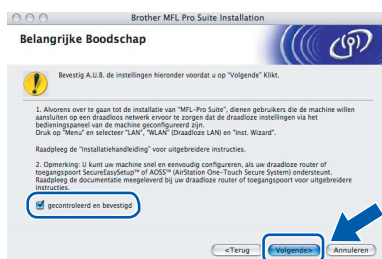 Brother MFL Pro Suite Installation
Belangrijke Boodschap
Bevestig A.U.B. de instellingen hieronder voordat u op "Volgende" Klikt.
1. Alvorens over te gaan tot de installatie van "MFL-Pro Suite", dienen gebruikers die de machine willen
aansluiten op een draadloos netwerk ervoor te zorgen dat de draadloze instellingen via het
bedieningspaneel van de machine geconfigureerd zijn.
Druk op "Menu" en selecteer "LAN", "WLAN" (Draadloze LAN) en "Inst. Wizard".
Raadpleeg de "Installatiehandleiding" voor uitgebreidere instructies.
2. Opmerking: U kunt uw machine snel en eenvoudig configureren, als uw draadloze router of
toegangspoort SecureEasySetup™ of AOSS™ (AirStation One-Touch Secure System) ondersteunt.
Raadpleeg de documentatie meegeleverd bij uw draadloze router of toegangspoort voor uitgebreidere
instructies.
gecontroleerd en bevestigd
<Terug
Volgende>
Annuleren